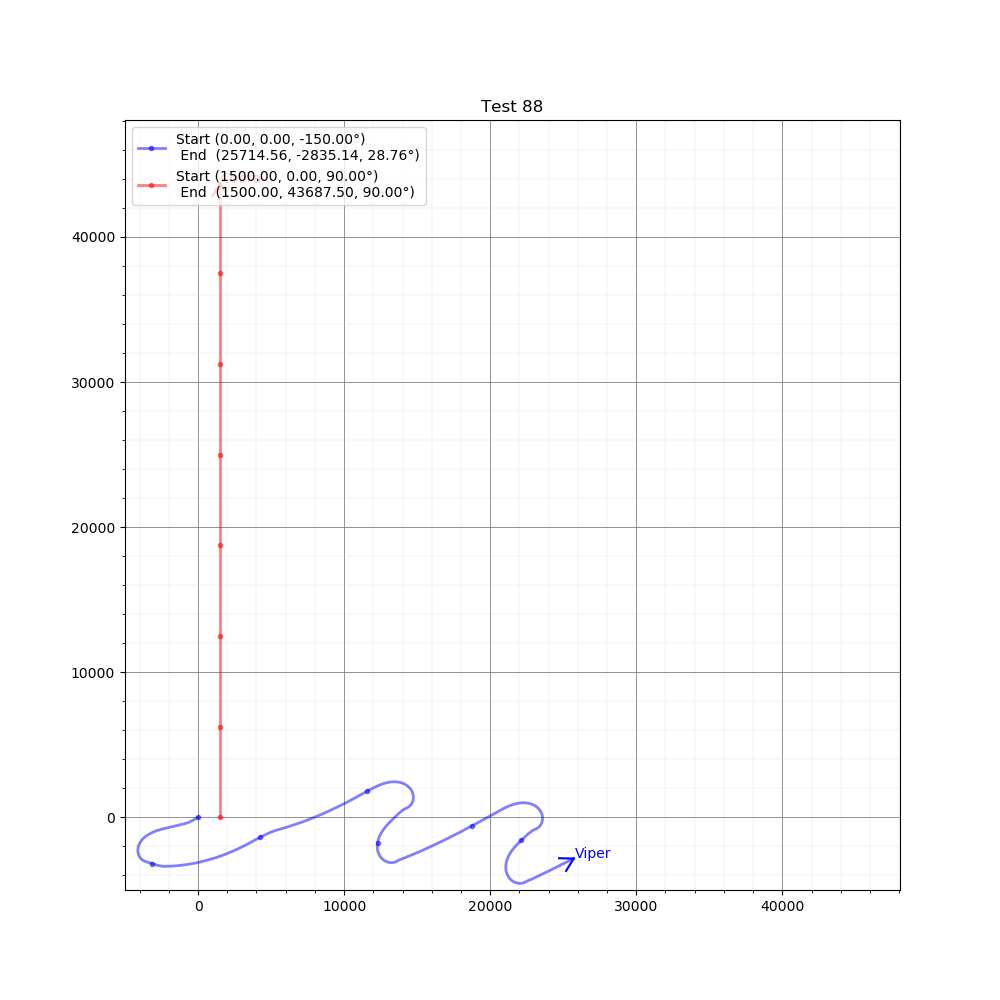 Test 88
Start (0.00, 0.00, -150.00°)
End (25714.56, -2835.14, 28.76°)
Start (1500.00, 0.00, 90.00°)
End (1500.00, 43687.50, 90.00°)
40000
30000
20000
10000
0
Viper
0 10000 20000 30000 40000